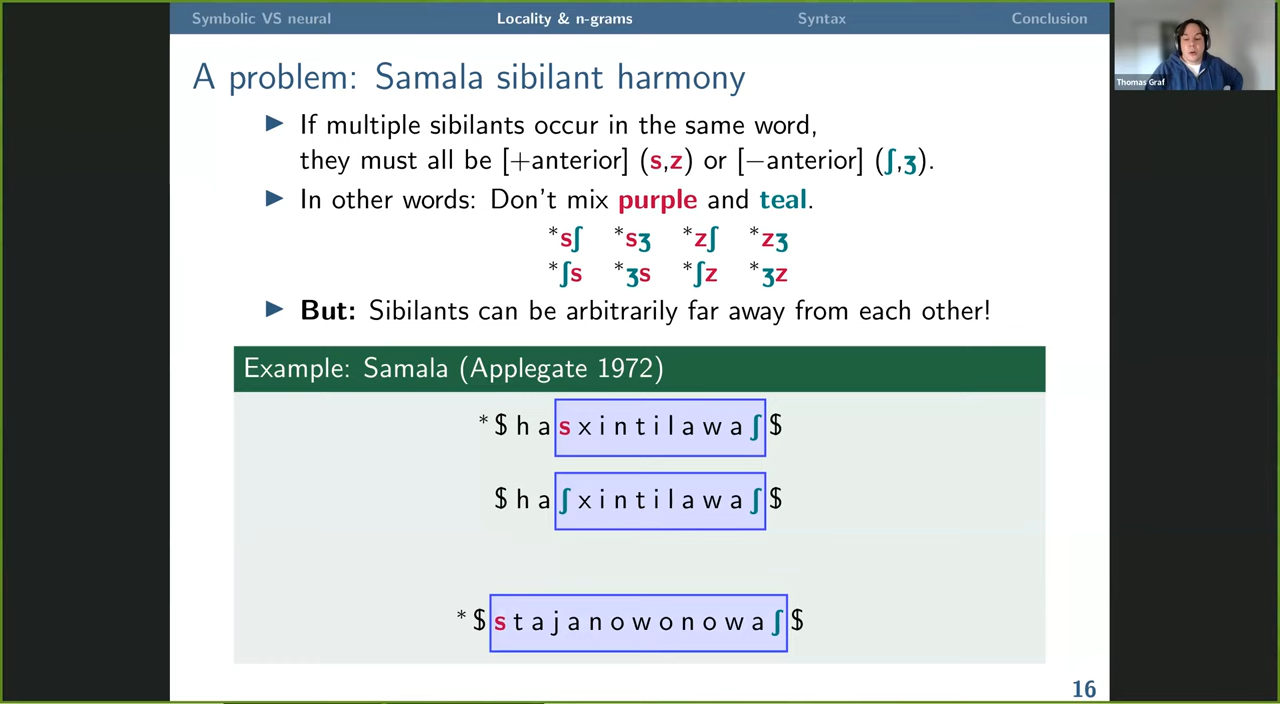 Symbolic VS neural Locality & n-grams Syntax Conclusion
Thomas Graf
A problem: Samala sibilant harmony
▶ If multiple sibilants occur in the same word,
they must all be [+anterior] (s,z) or [−anterior] (ʃ,ʒ).
▶ In other words: Don't mix purple and teal.
*sʃ *sʒ *zʃ *zʒ
*ʃs *ʒs *ʃz *ʒz
▶ But: Sibilants can be arbitrarily far away from each other!
Example: Samala (Applegate 1972)
*$ h a s x i n t i l a w a ʃ $
$ h a ʃ x i n t i l a w a ʃ $
*$ s t a j a n o w o n o w a ʃ $
16